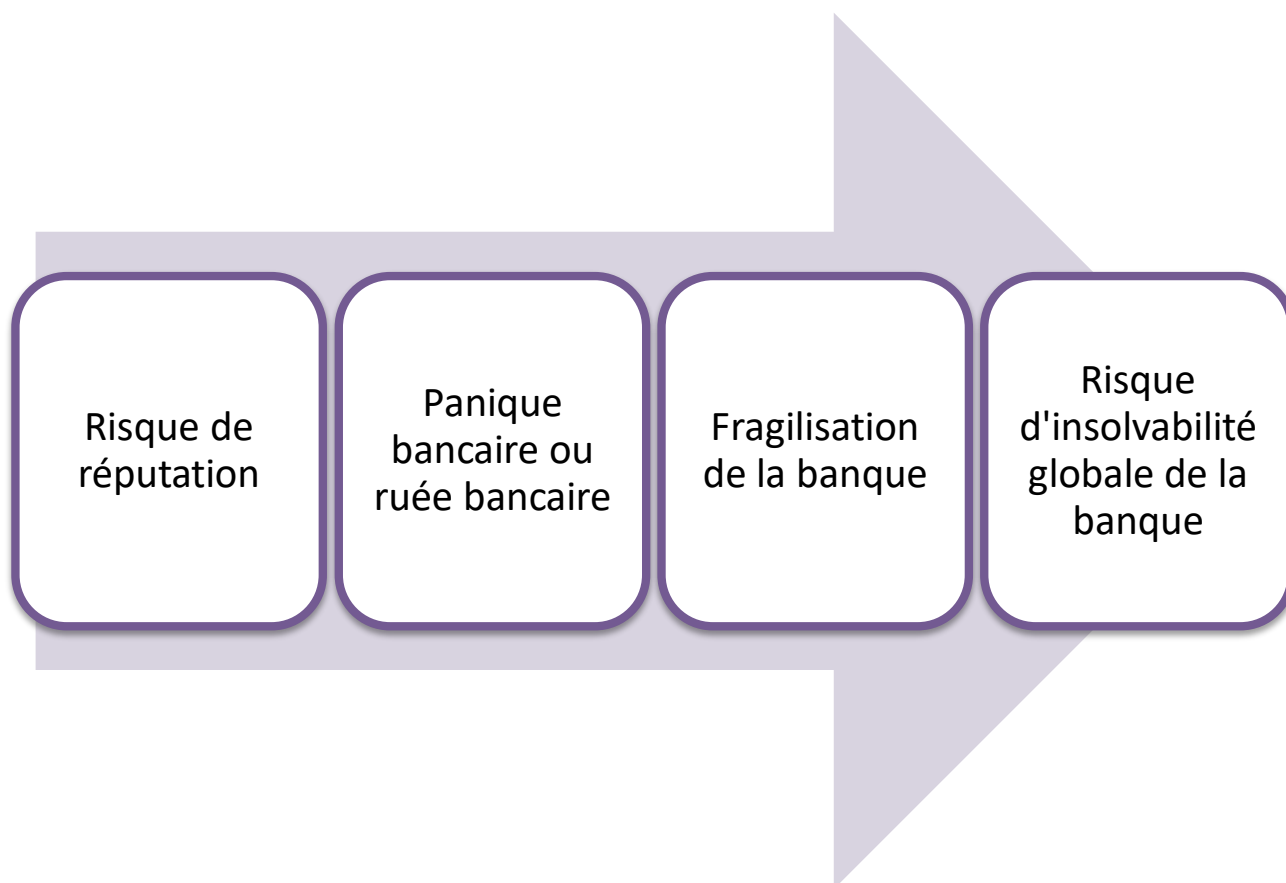 Risque de
réputation
Panique
bancaire ou
ruée bancaire
Fragilisation
de la banque
Risque
d'insolvabilité
globale de la
banque